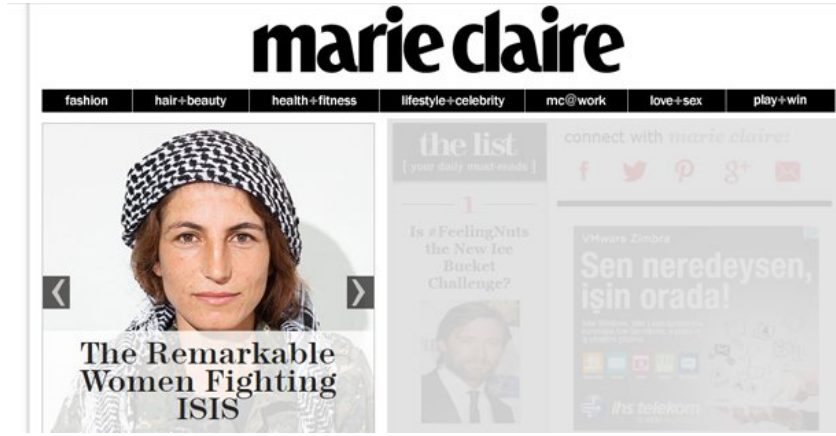 marie claire
fashion
hair+beauty
health+fitness
lifestyle+celebrity
mc@work
love+sex
play+win
The Remarkable
Women Fighting
ISIS
the list
[ your daily must-reads ]
1
Is #FeelingNuts
the New Ice
Bucket
Challenge?
connect with marie claire:
VMware Zimbra
Sen neredeysen,
işin orada!
ihs telekom